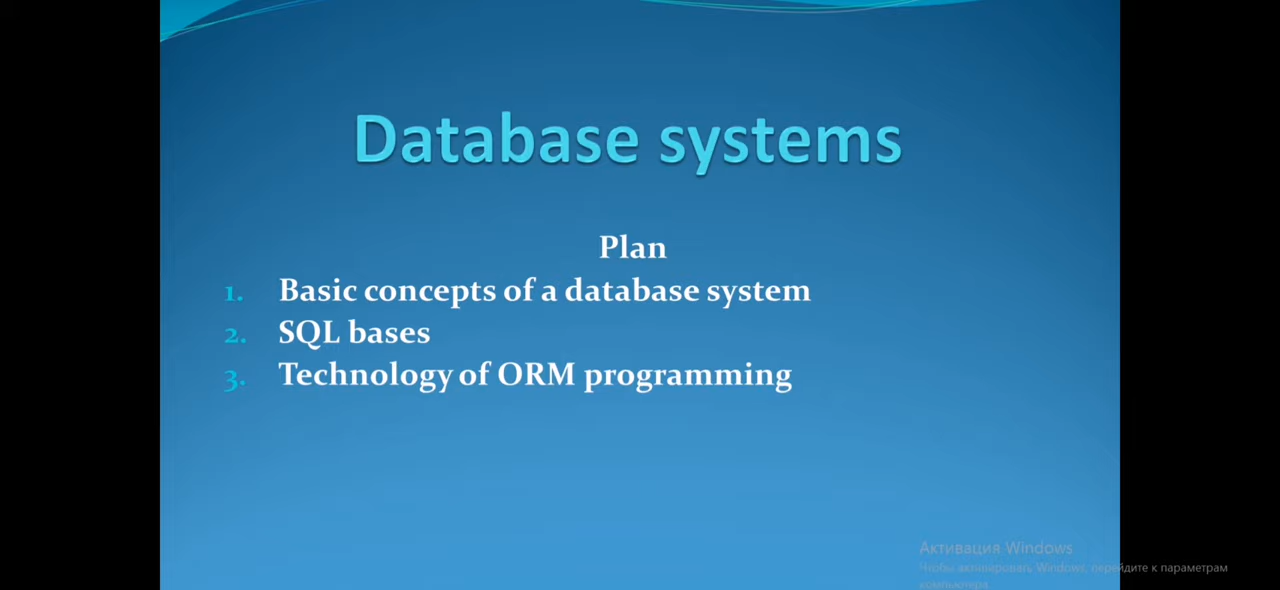 Database systems
Plan
1. Basic concepts of a database system
2. SQL bases
3. Technology of ORM programming
Активация Windows
Чтобы активировать Windows, перейдите к параметрам
компьютера